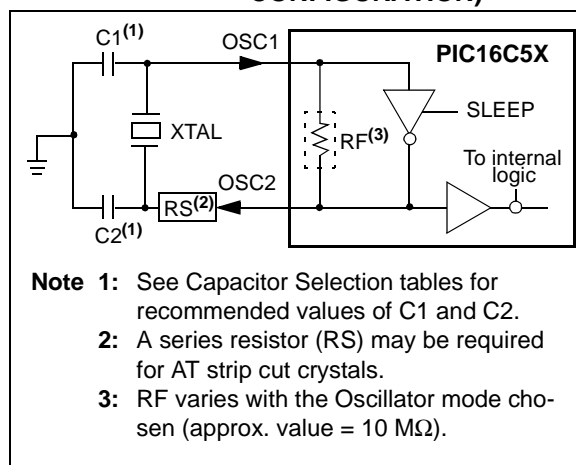 CONFIGURATION)
C1(1)
OSC1
PIC16C5X
SLEEP
XTAL
RF(3)
To internal
logic
OSC2
RS(2)
C2(1)
Note 1: See Capacitor Selection tables for
recommended values of C1 and C2.
2: A series resistor (RS) may be required
for AT strip cut crystals.
3: RF varies with the Oscillator mode cho-
sen (approx. value = 10 MΩ).